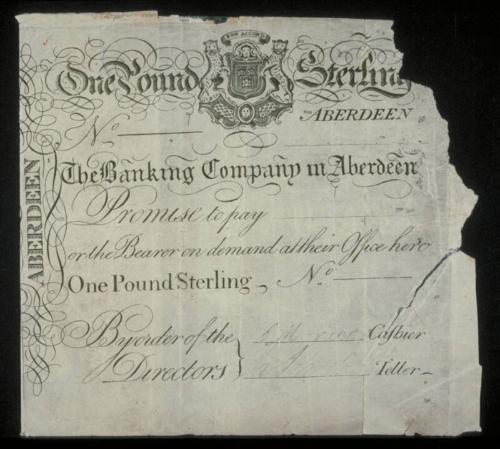 BON ACCORD
One Pound Sterling
ABERDEEN
No
The Banking Company in Aberdeen
Promise to pay
or the Bearer on demand at their Office here
One Pound Sterling No
By order of the Cashier
Directors Teller
ABERDEEN